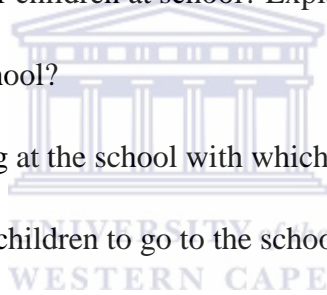 children at school? Expl
ool?
g at the school with which
UNIVERSITY of the
children to go to the schoo
WESTERN CAPE